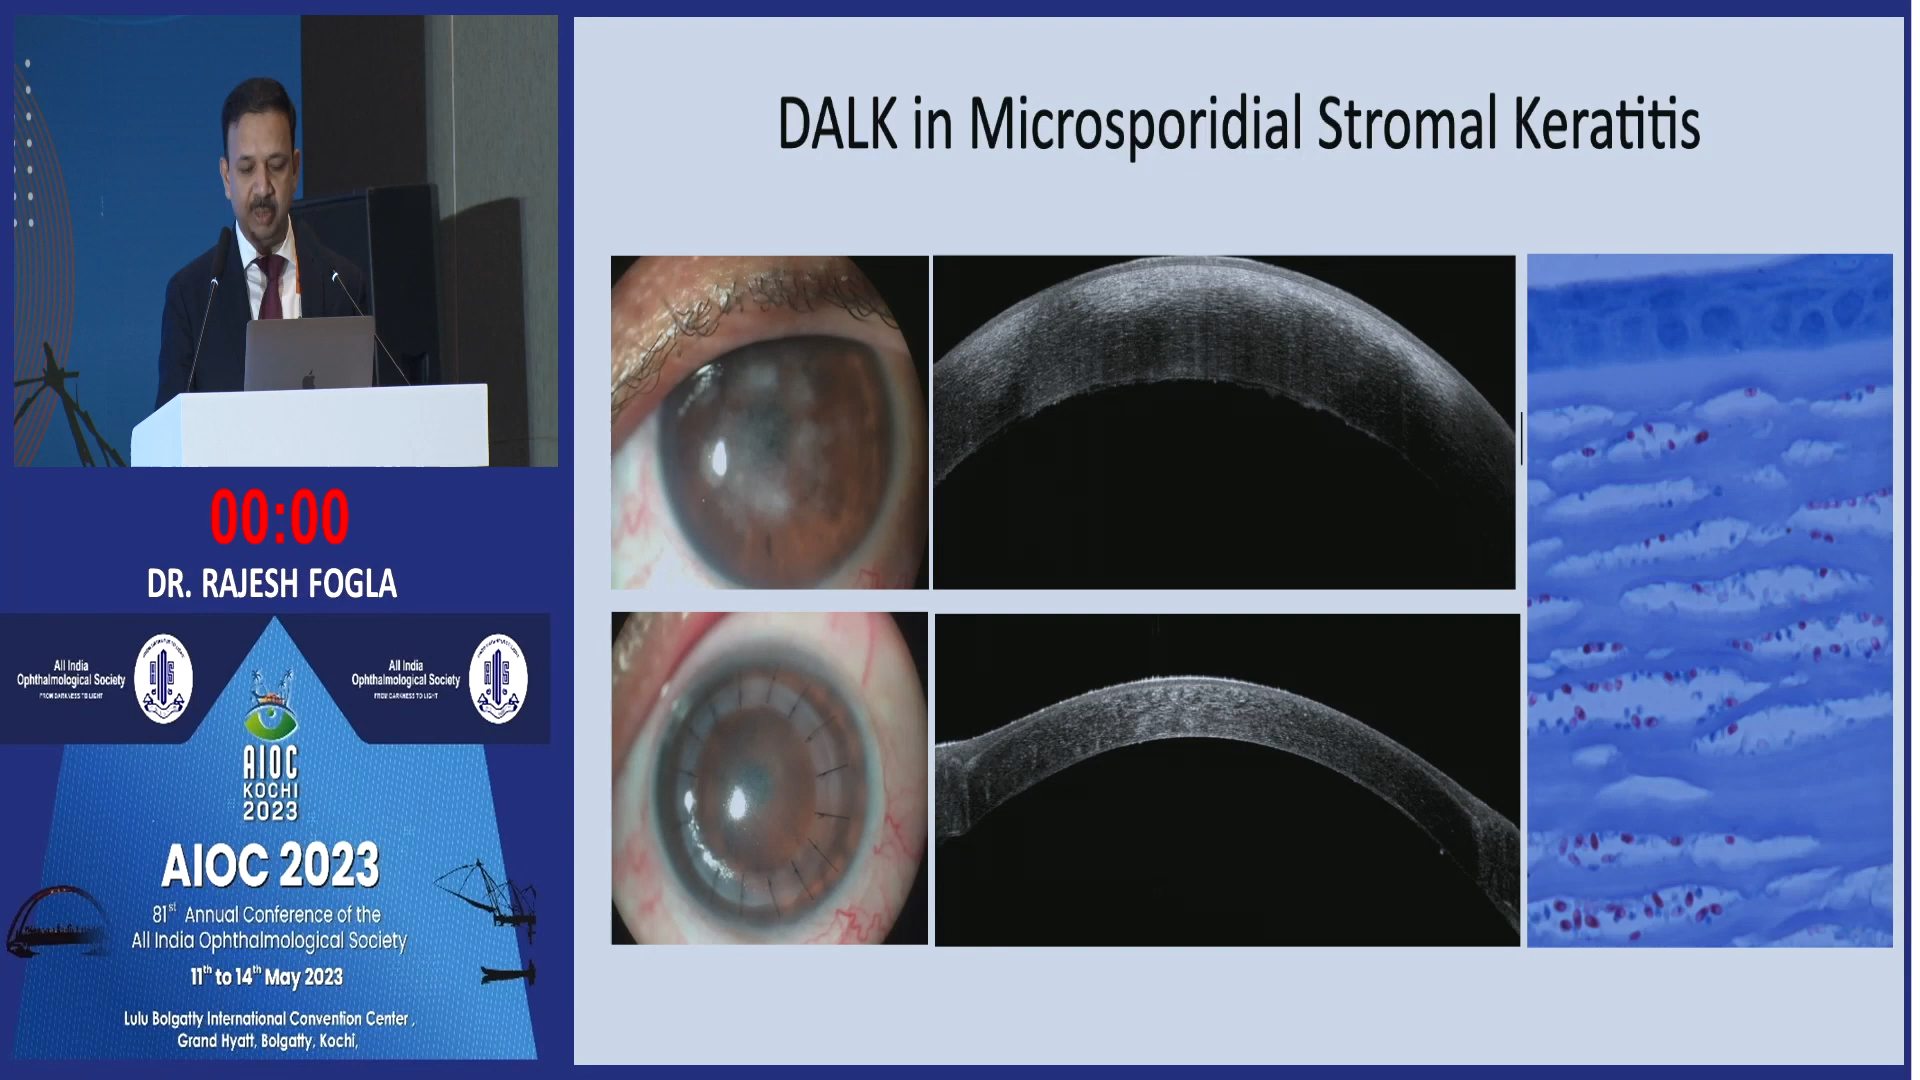 DALK in Microsporidial Stromal Keratitis
00:00
DR. RAJESH FOGLA
All India
Ophthalmological Society
FROM DARKNESS TO LIGHT
All India
Ophthalmological Society
FROM DARKNESS TO LIGHT
AIOC
KOCHI
2023
AIOC 2023
81st Annual Conference of the
All India Ophthalmological Society
11th to 14th May 2023
Lulu Bolgatty International Convention Center ,
Grand Hyatt, Bolgatty, Kochi,